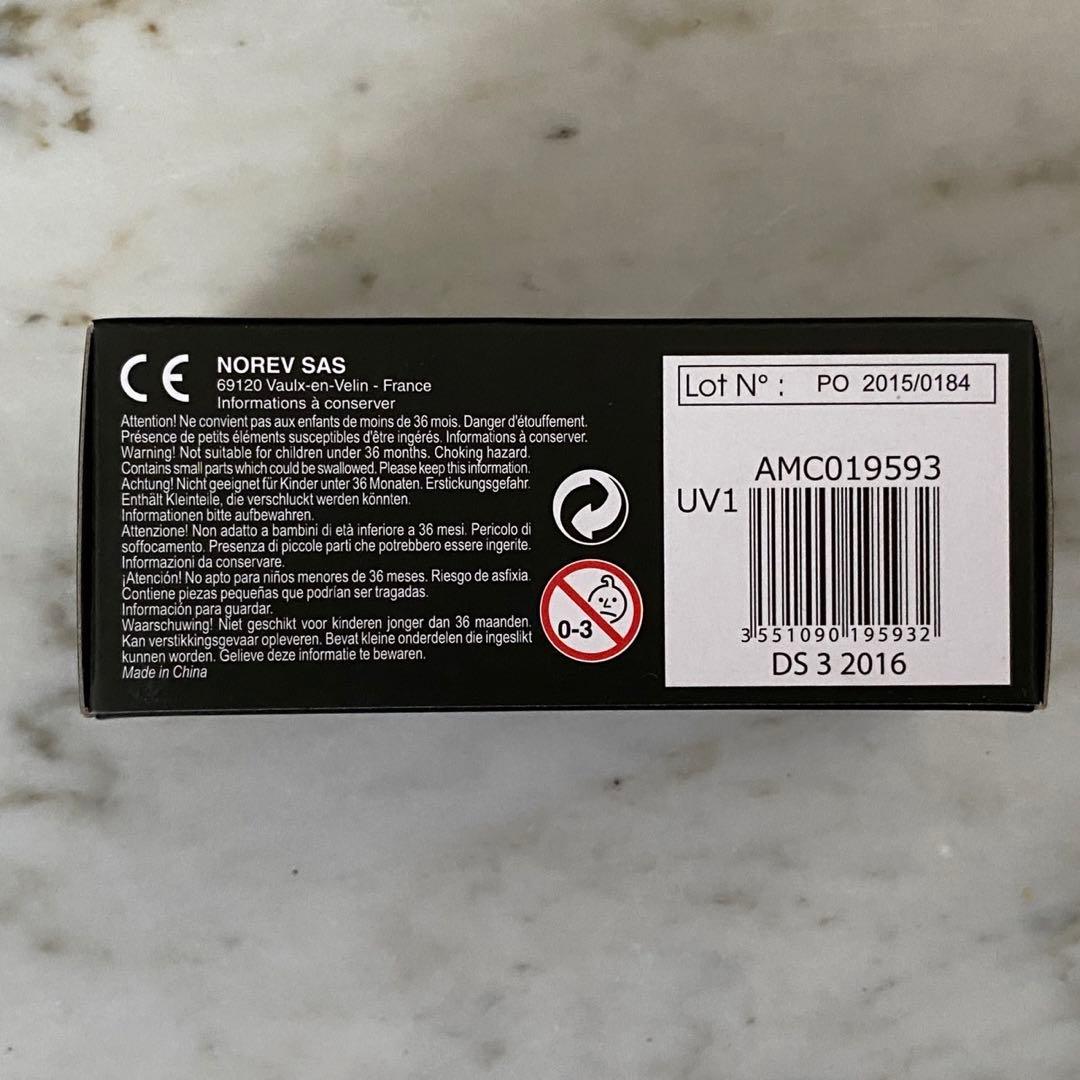 CE
NOREV SAS
69120 Vaulx-en-Velin - France
Informations à conserver
Attention! Ne convient pas aux enfants de moins de 36 mois. Danger d'étouffement.
Présence de petits éléments susceptibles d'être ingérés. Informations à conserver.
Warning! Not suitable for children under 36 months. Choking hazard.
Contains small parts which could be swallowed. Please keep this information.
Achtung! Nicht geeignet für Kinder unter 36 Monaten. Erstickungsgefahr.
Enthält Kleinteile, die verschluckt werden könnten.
Informationen bitte aufbewahren.
Attenzione! Non adatto a bambini di età inferiore a 36 mesi. Pericolo di
soffocamento. Presenza di piccole parti che potrebbero essere ingerite.
Informazioni da conservare.
¡Atención! No apto para niños menores de 36 meses. Riesgo de asfixia.
Contiene piezas pequeñas que podrían ser tragadas.
Información para guardar.
Waarschuwing! Niet geschikt voor kinderen jonger dan 36 maanden.
Kan verstikkingsgevaar opleveren. Bevat kleine onderdelen die ingeslikt
kunnen worden. Gelieve deze informatie te bewaren.
Made in China
0-3
Lot N° : PO 2015/0184
AMC019593
UV1
3 551090 195932
DS 3 2016